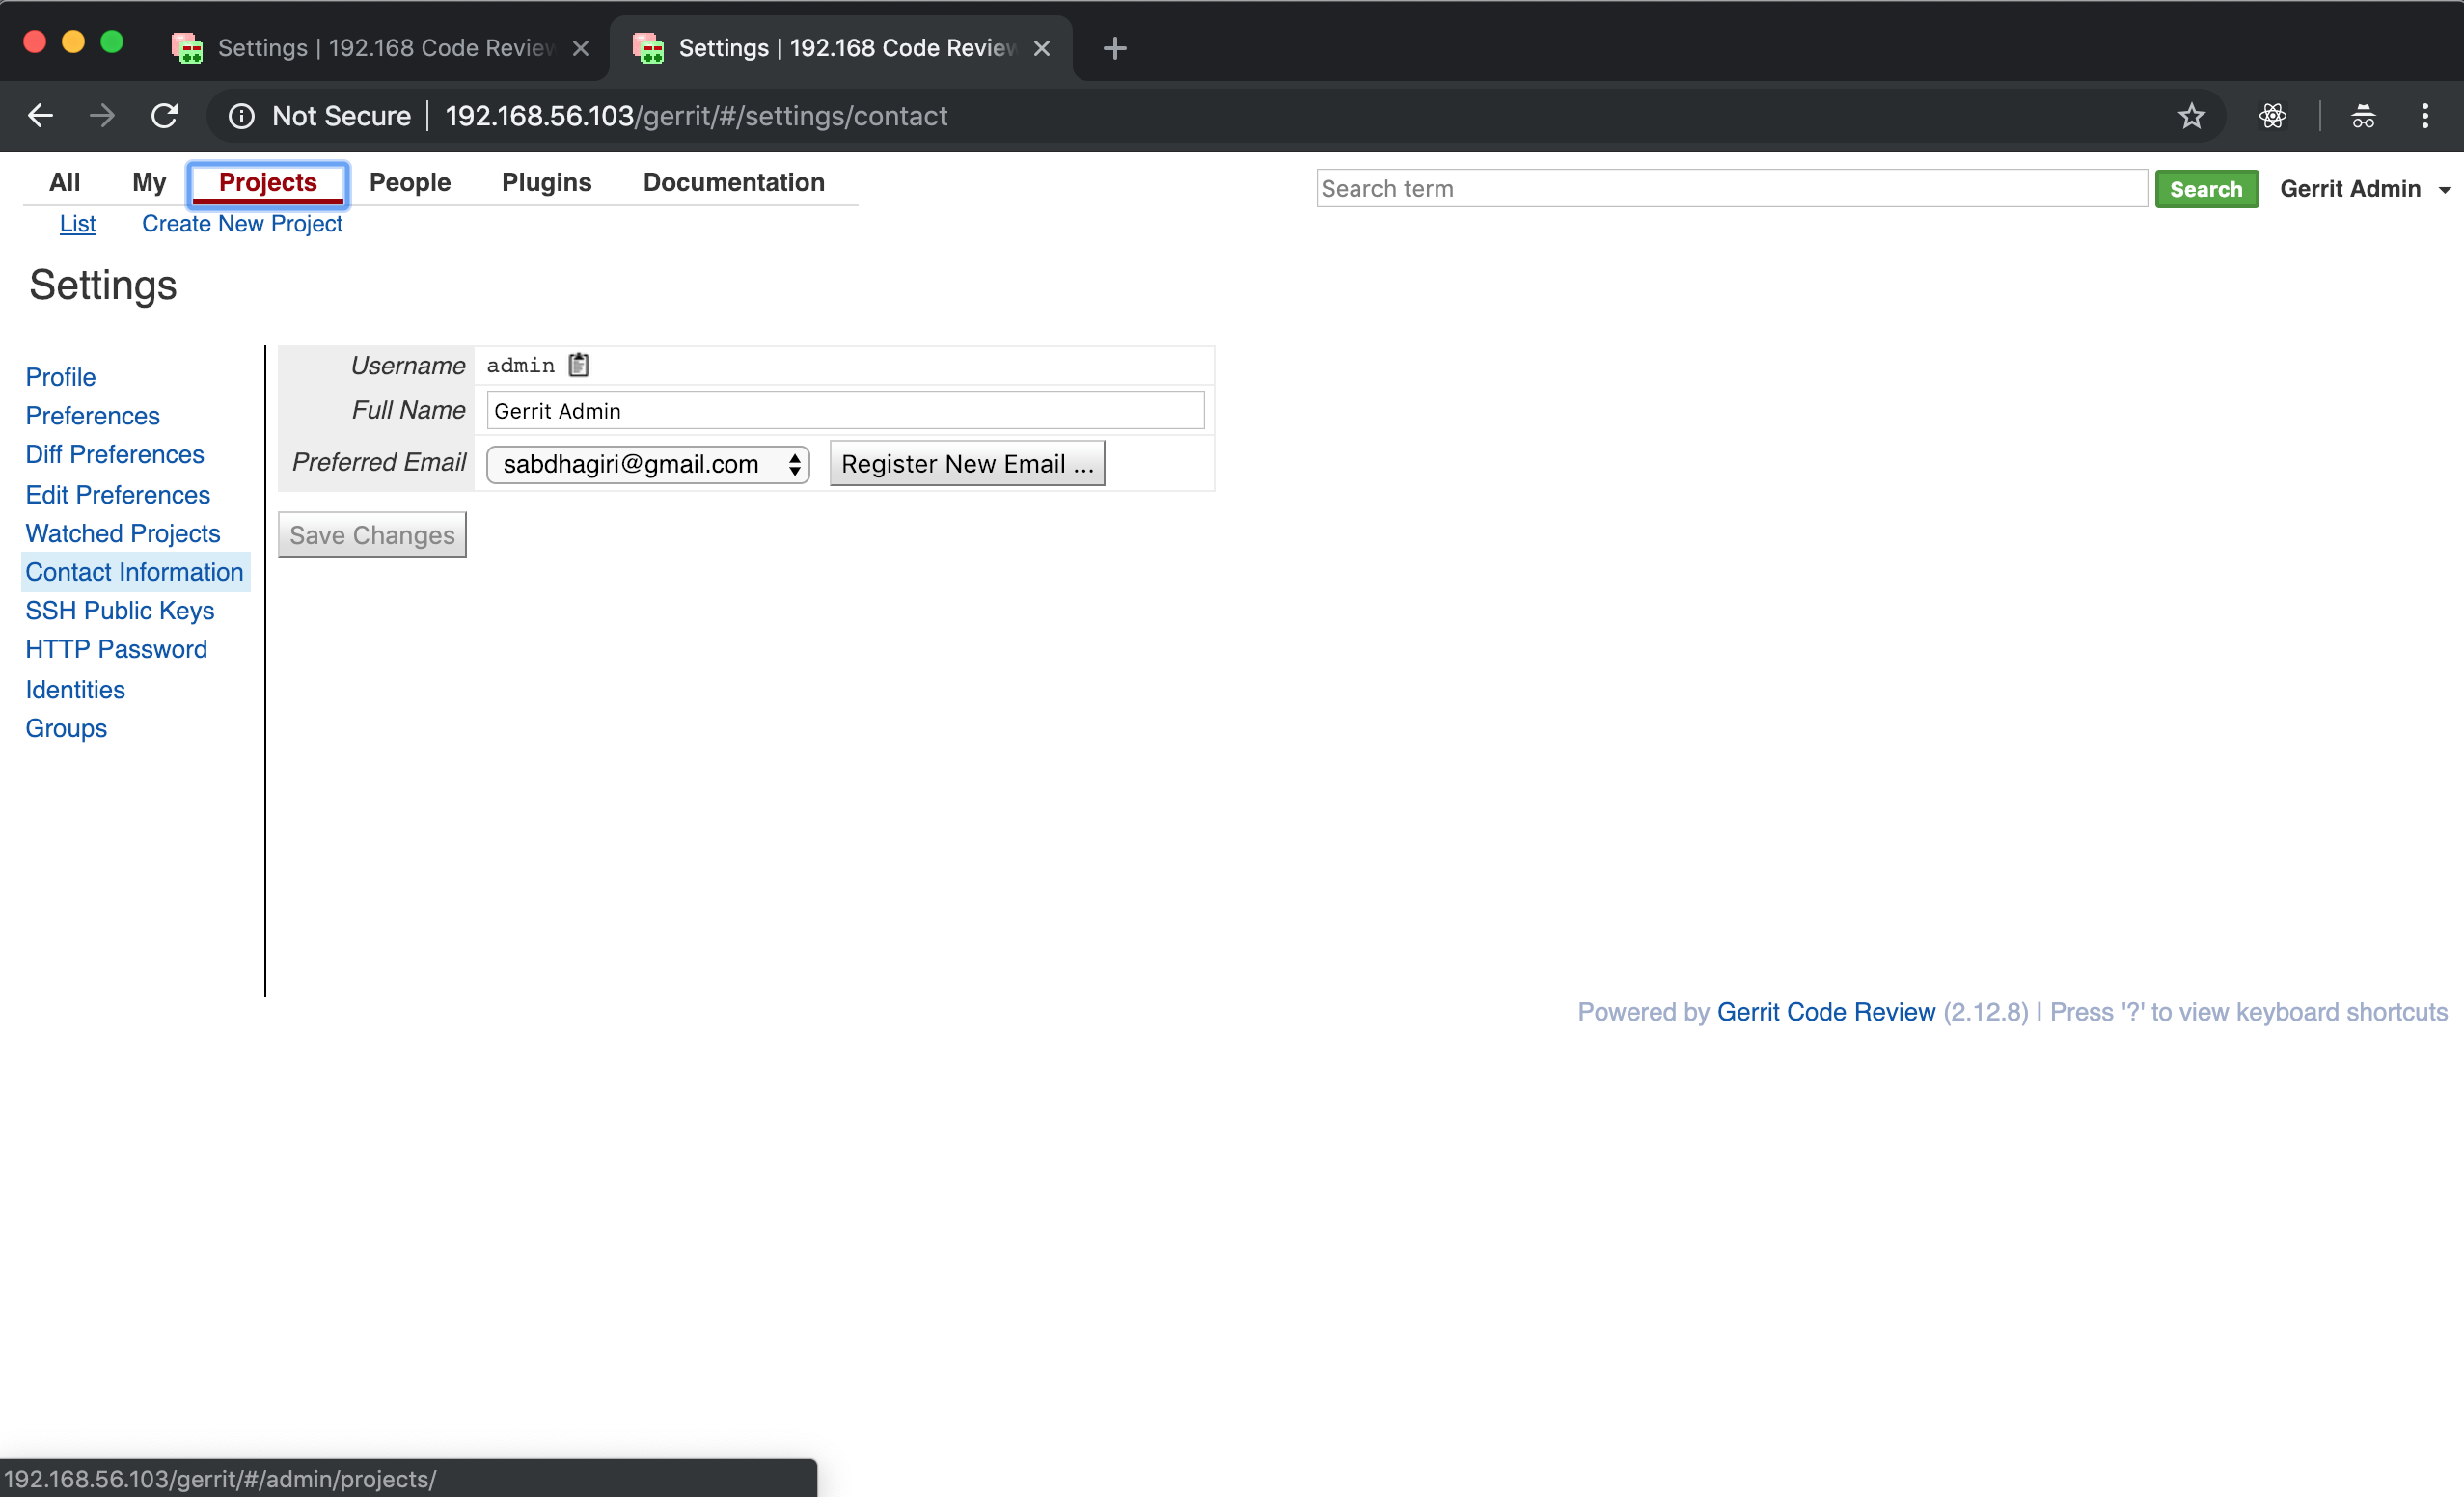 Settings | 192.168 Code Review
Settings | 192.168 Code Review
Not Secure | 192.168.56.103/gerrit/#/settings/contact
All My Projects People Plugins Documentation
Search term Search Gerrit Admin
List Create New Project
Settings
Profile
Preferences
Diff Preferences
Edit Preferences
Watched Projects
Contact Information
SSH Public Keys
HTTP Password
Identities
Groups
Username admin
Full Name Gerrit Admin
Preferred Email sabdhagiri@gmail.com Register New Email ...
Save Changes
Powered by Gerrit Code Review (2.12.8) | Press '?' to view keyboard shortcuts
192.168.56.103/gerrit/#/admin/projects/